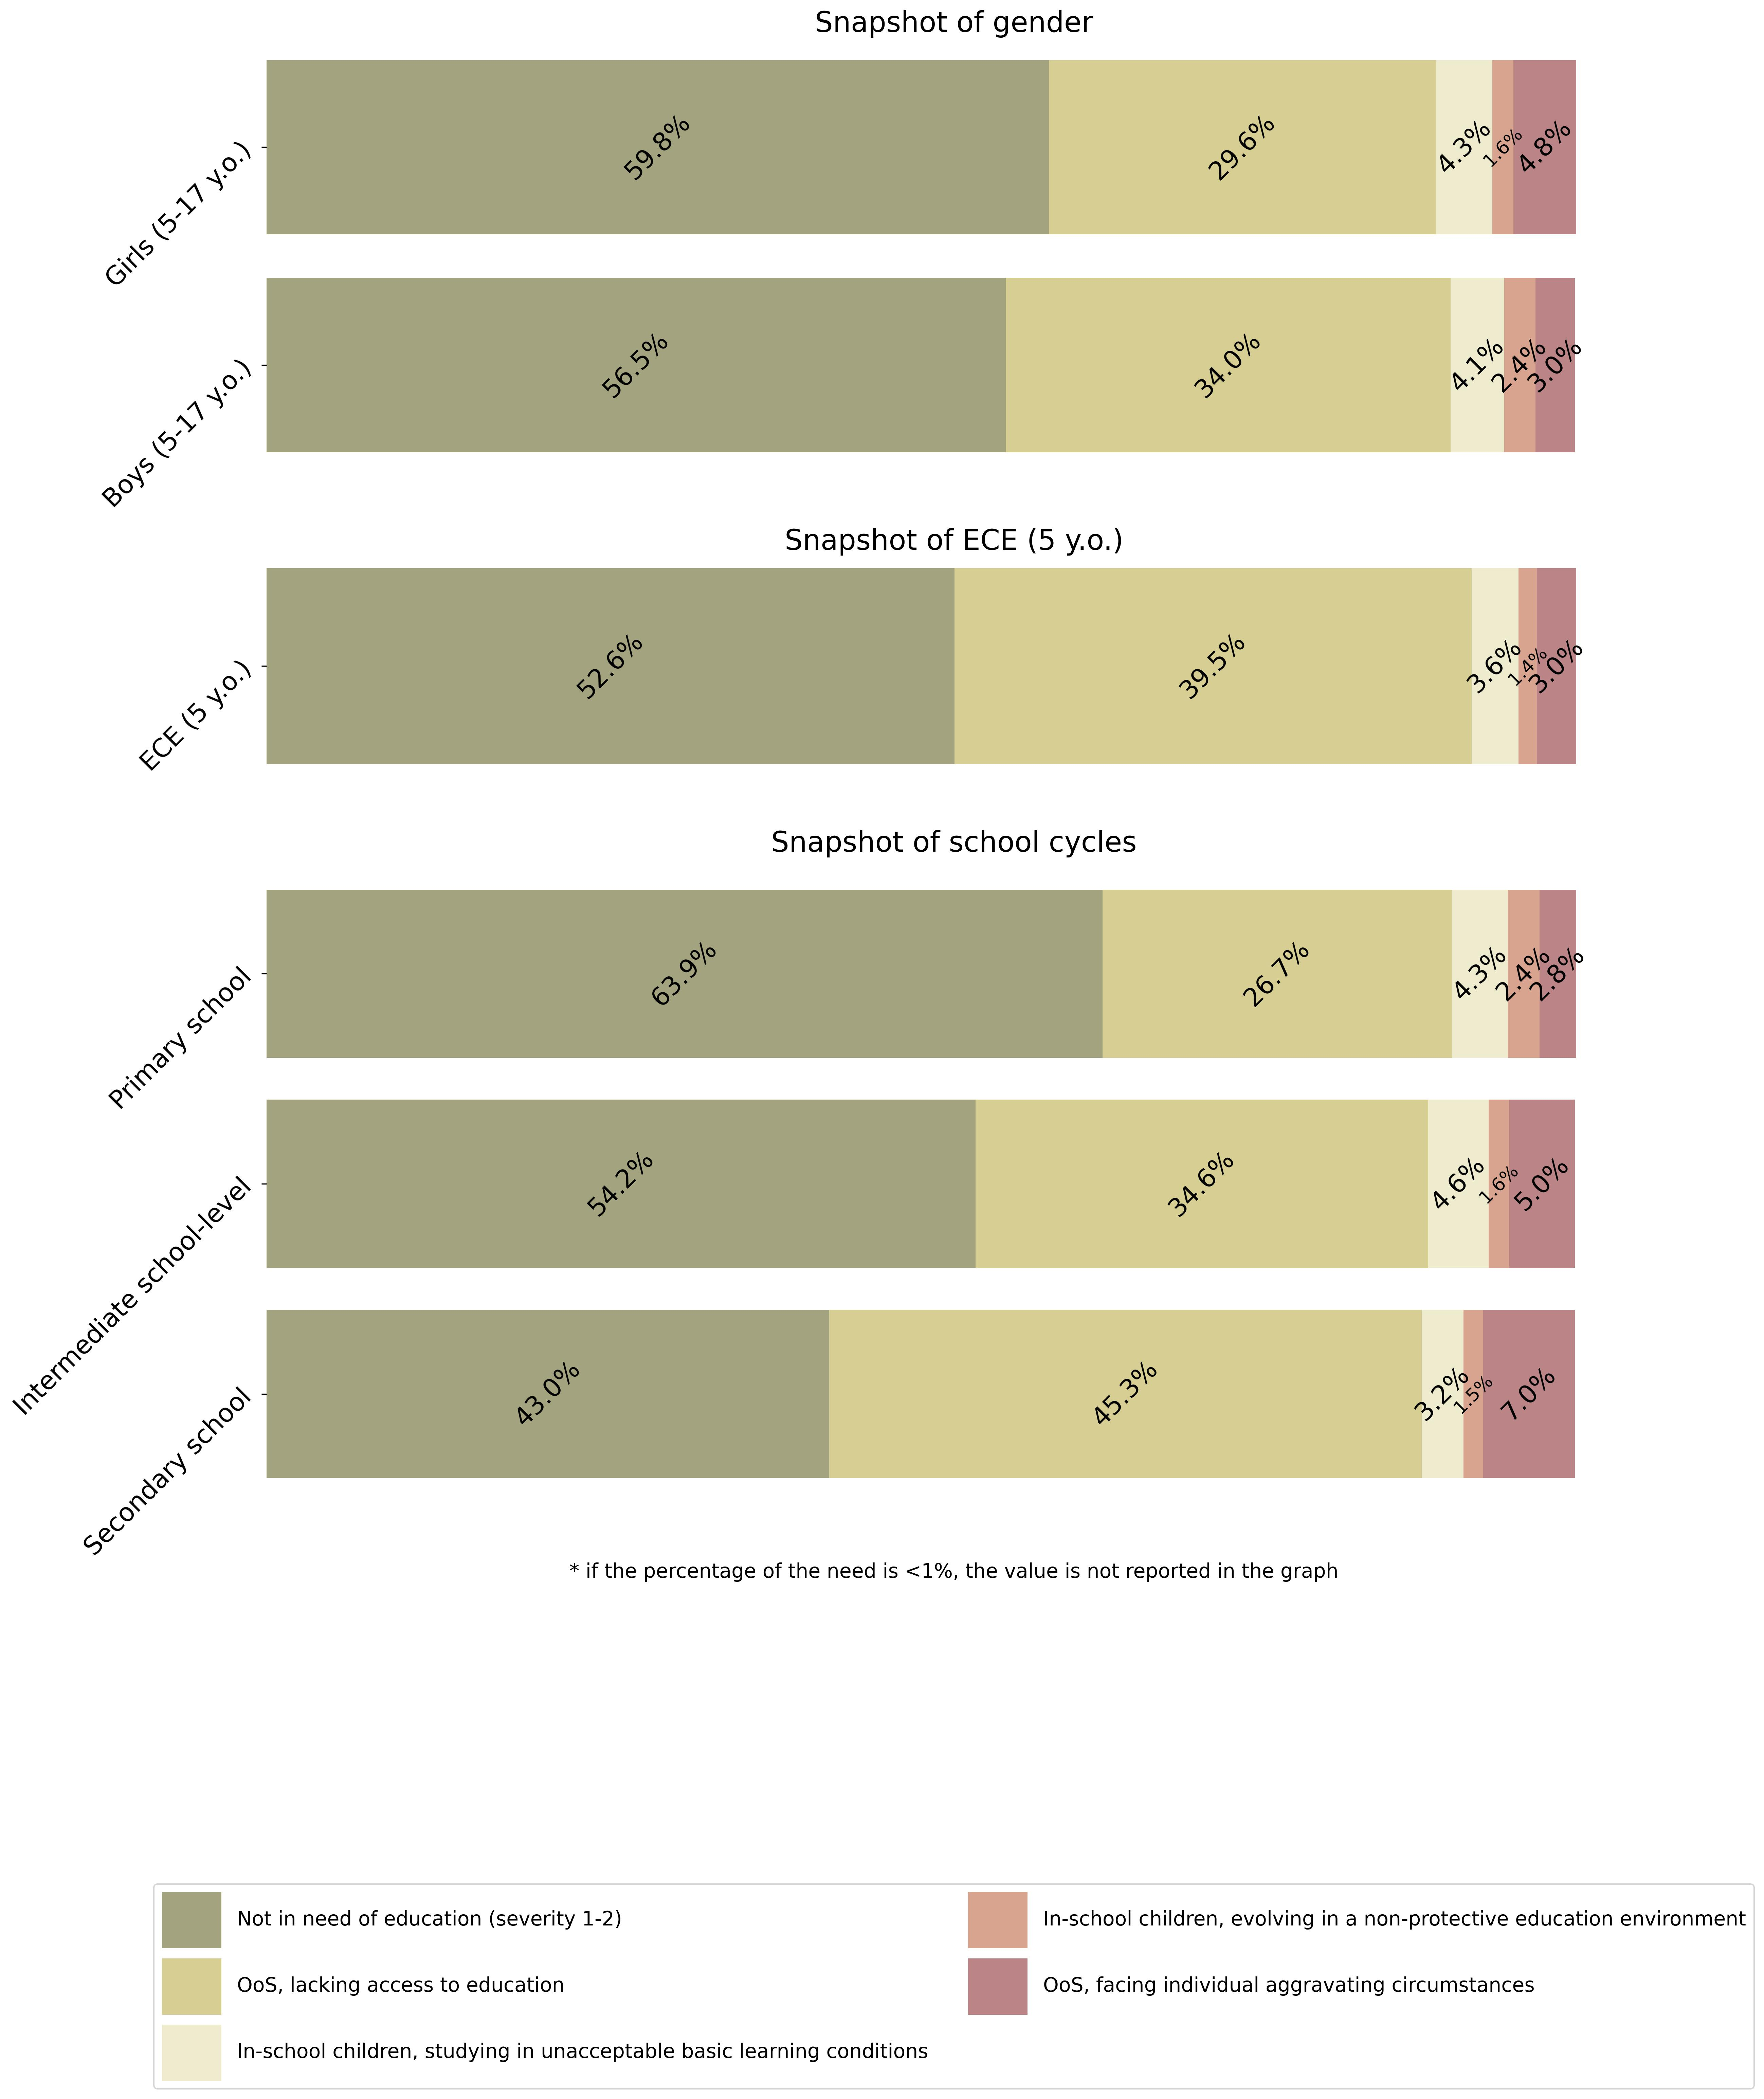 Snapshot of gender
Girls (5-17 y.o.)
59.8%
29.6%
4.3%
1.6%
4.8%
Boys (5-17 y.o.)
56.5%
34.0%
4.1%
2.4%
3.0%
Snapshot of ECE (5 y.o.)
ECE (5 y.o.)
52.6%
39.5%
3.6%
1.4%
3.0%
Snapshot of school cycles
Primary school
63.9%
26.7%
4.3%
2.4%
2.8%
Intermediate school-level
54.2%
34.6%
4.6%
1.6%
5.0%
Secondary school
43.0%
45.3%
3.2%
1.5%
7.0%
* if the percentage of the need is <1%, the value is not reported in the graph
Not in need of education (severity 1-2)
OoS, lacking access to education
In-school children, studying in unacceptable basic learning conditions
In-school children, evolving in a non-protective education environment
OoS, facing individual aggravating circumstances